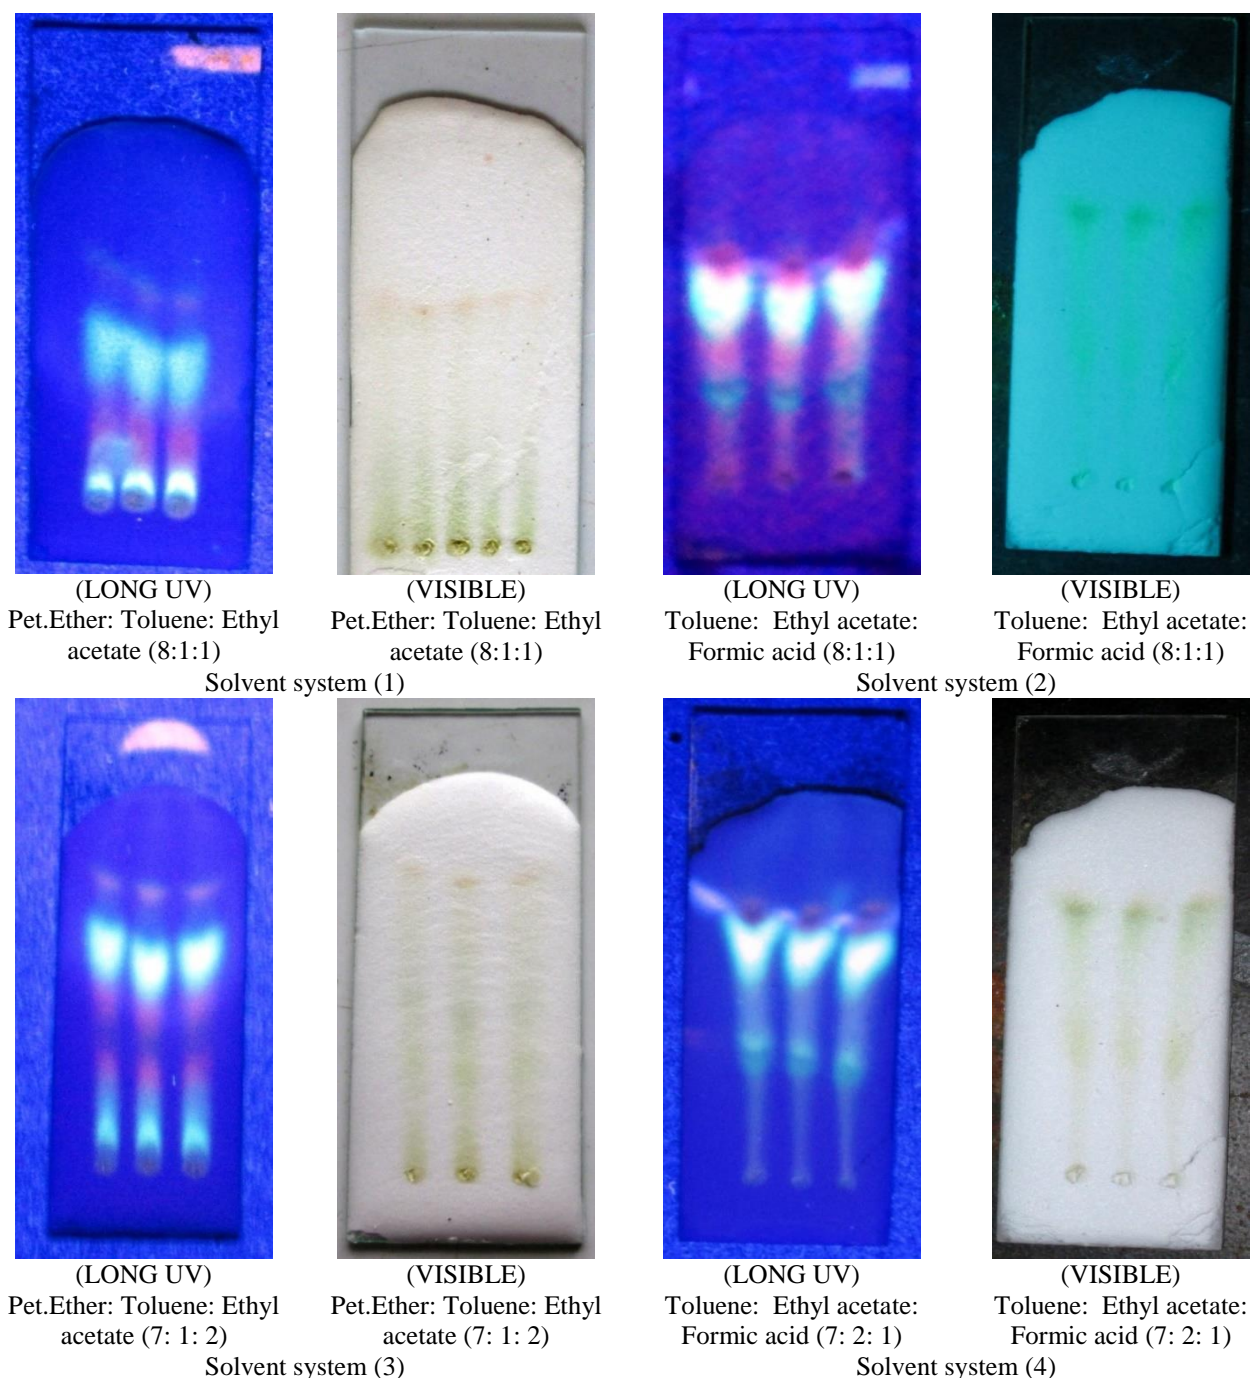 (LONG UV)
Pet.Ether: Toluene: Ethyl
acetate (8:1:1)
(VISIBLE)
Pet.Ether: Toluene: Ethyl
acetate (8:1:1)
Solvent system (1)
(LONG UV)
Toluene:  Ethyl acetate:
Formic acid (8:1:1)
(VISIBLE)
Toluene:  Ethyl acetate:
Formic acid (8:1:1)
Solvent system (2)
(LONG UV)
Pet.Ether: Toluene: Ethyl
acetate (7: 1: 2)
(VISIBLE)
Pet.Ether: Toluene: Ethyl
acetate (7: 1: 2)
Solvent system (3)
(LONG UV)
Toluene:  Ethyl acetate:
Formic acid (7: 2: 1)
(VISIBLE)
Toluene:  Ethyl acetate:
Formic acid (7: 2: 1)
Solvent system (4)